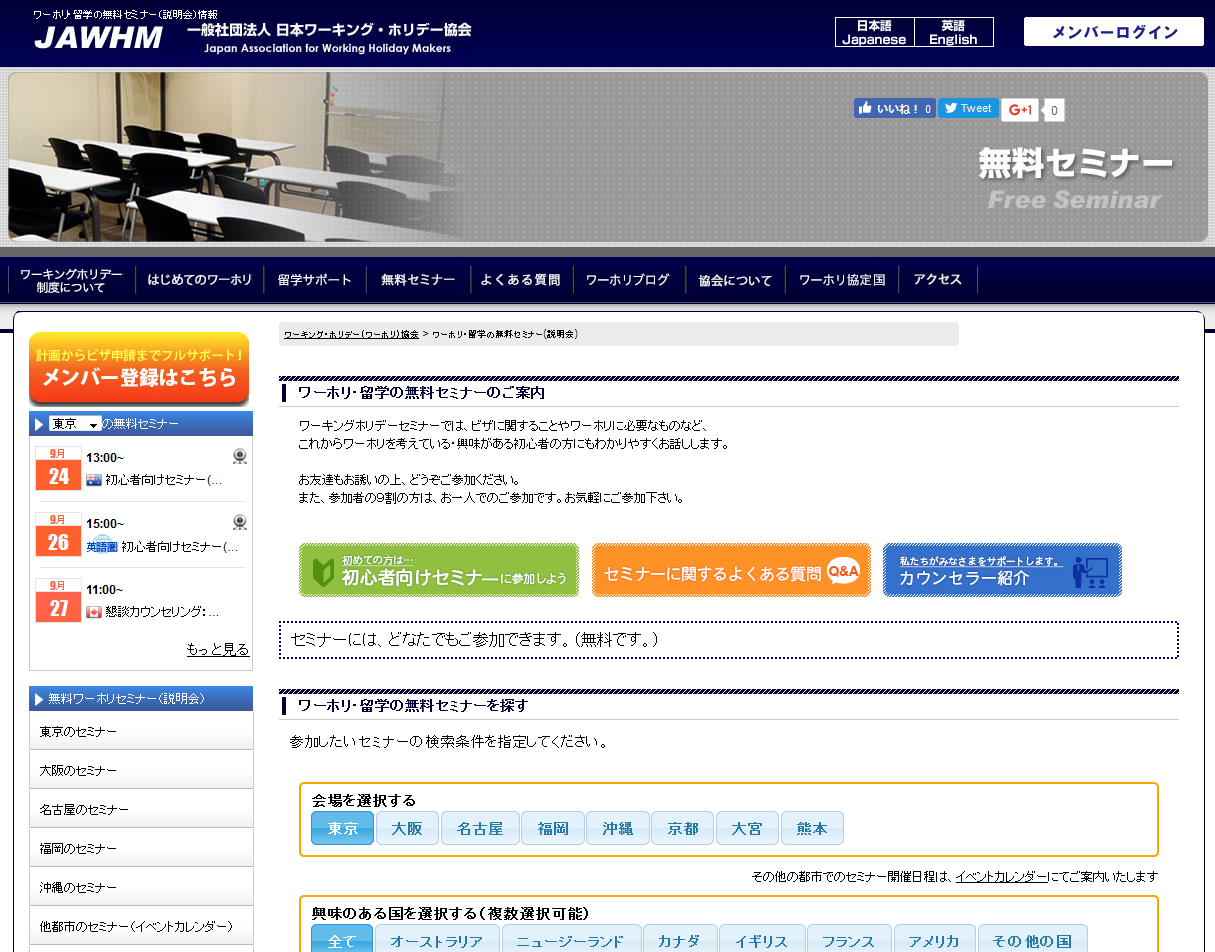 ワーホリ・留学の無料セミナー(説明会)情報
JAWHM 一般社団法人 日本ワーキング・ホリデー協会
Japan Association for Working Holiday Makers
日本語
Japanese
英語
English
メンバーログイン
いいね！ 0
Tweet
G+1
0
無料セミナー
Free Seminar
ワーキングホリデー
制度について
はじめてのワーホリ
留学サポート
無料セミナー
よくある質問
ワーホリブログ
協会について
ワーホリ協定国
アクセス
計画からビザ申請までフルサポート！
メンバー登録はこちら
東京 の無料セミナー
9月
24
13:00~
初心者向けセミナー(...
9月
26
15:00~
英語圏 初心者向けセミナー(...
9月
27
11:00~
懇談カウンセリング：...
もっと見る
無料ワーホリセミナー（説明会）
東京のセミナー
大阪のセミナー
名古屋のセミナー
福岡のセミナー
沖縄のセミナー
他都市のセミナー（イベントカレンダー）
ワーキング・ホリデー（ワーホリ）協会 > ワーホリ・留学の無料セミナー(説明会)
ワーホリ・留学の無料セミナーのご案内
ワーキングホリデーセミナーでは、ビザに関することやワーホリに必要なものなど、
これからワーホリを考えている・興味がある初心者の方にもわかりやすくお話しします。
お友達もお誘いの上、どうぞご参加ください。
また、参加者の9割の方は、お一人でのご参加です。お気軽にご参加下さい。
初めての方は…
初心者向けセミナーに参加しよう
セミナーに関するよくある質問 Q&A
私たちがみなさまをサポートします。
カウンセラー紹介
セミナーには、どなたでもご参加できます。（無料です。）
ワーホリ・留学の無料セミナーを探す
参加したいセミナーの検索条件を指定してください。
会場を選択する
東京 大阪 名古屋 福岡 沖縄 京都 大宮 熊本
その他の都市でのセミナー開催日程は、イベントカレンダーにてご案内いたします
興味のある国を選択する（複数選択可能）
全て オーストラリア ニュージーランド カナダ イギリス フランス アメリカ その他の国